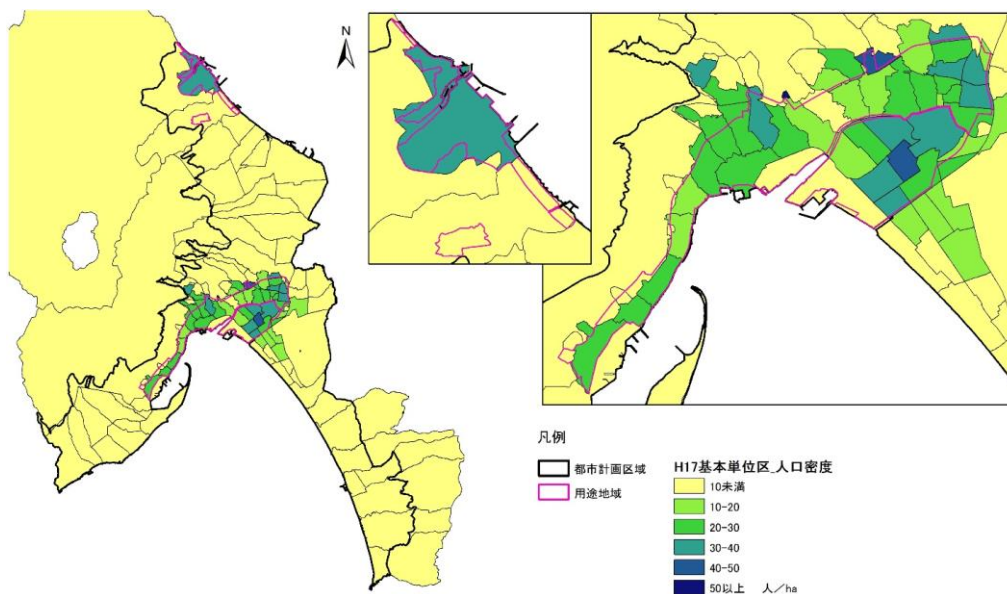 N
凡例
都市計画区域
用途地域
H17基本単位区_人口密度
10未満
10-20
20-30
30-40
40-50
50以上 人/ha